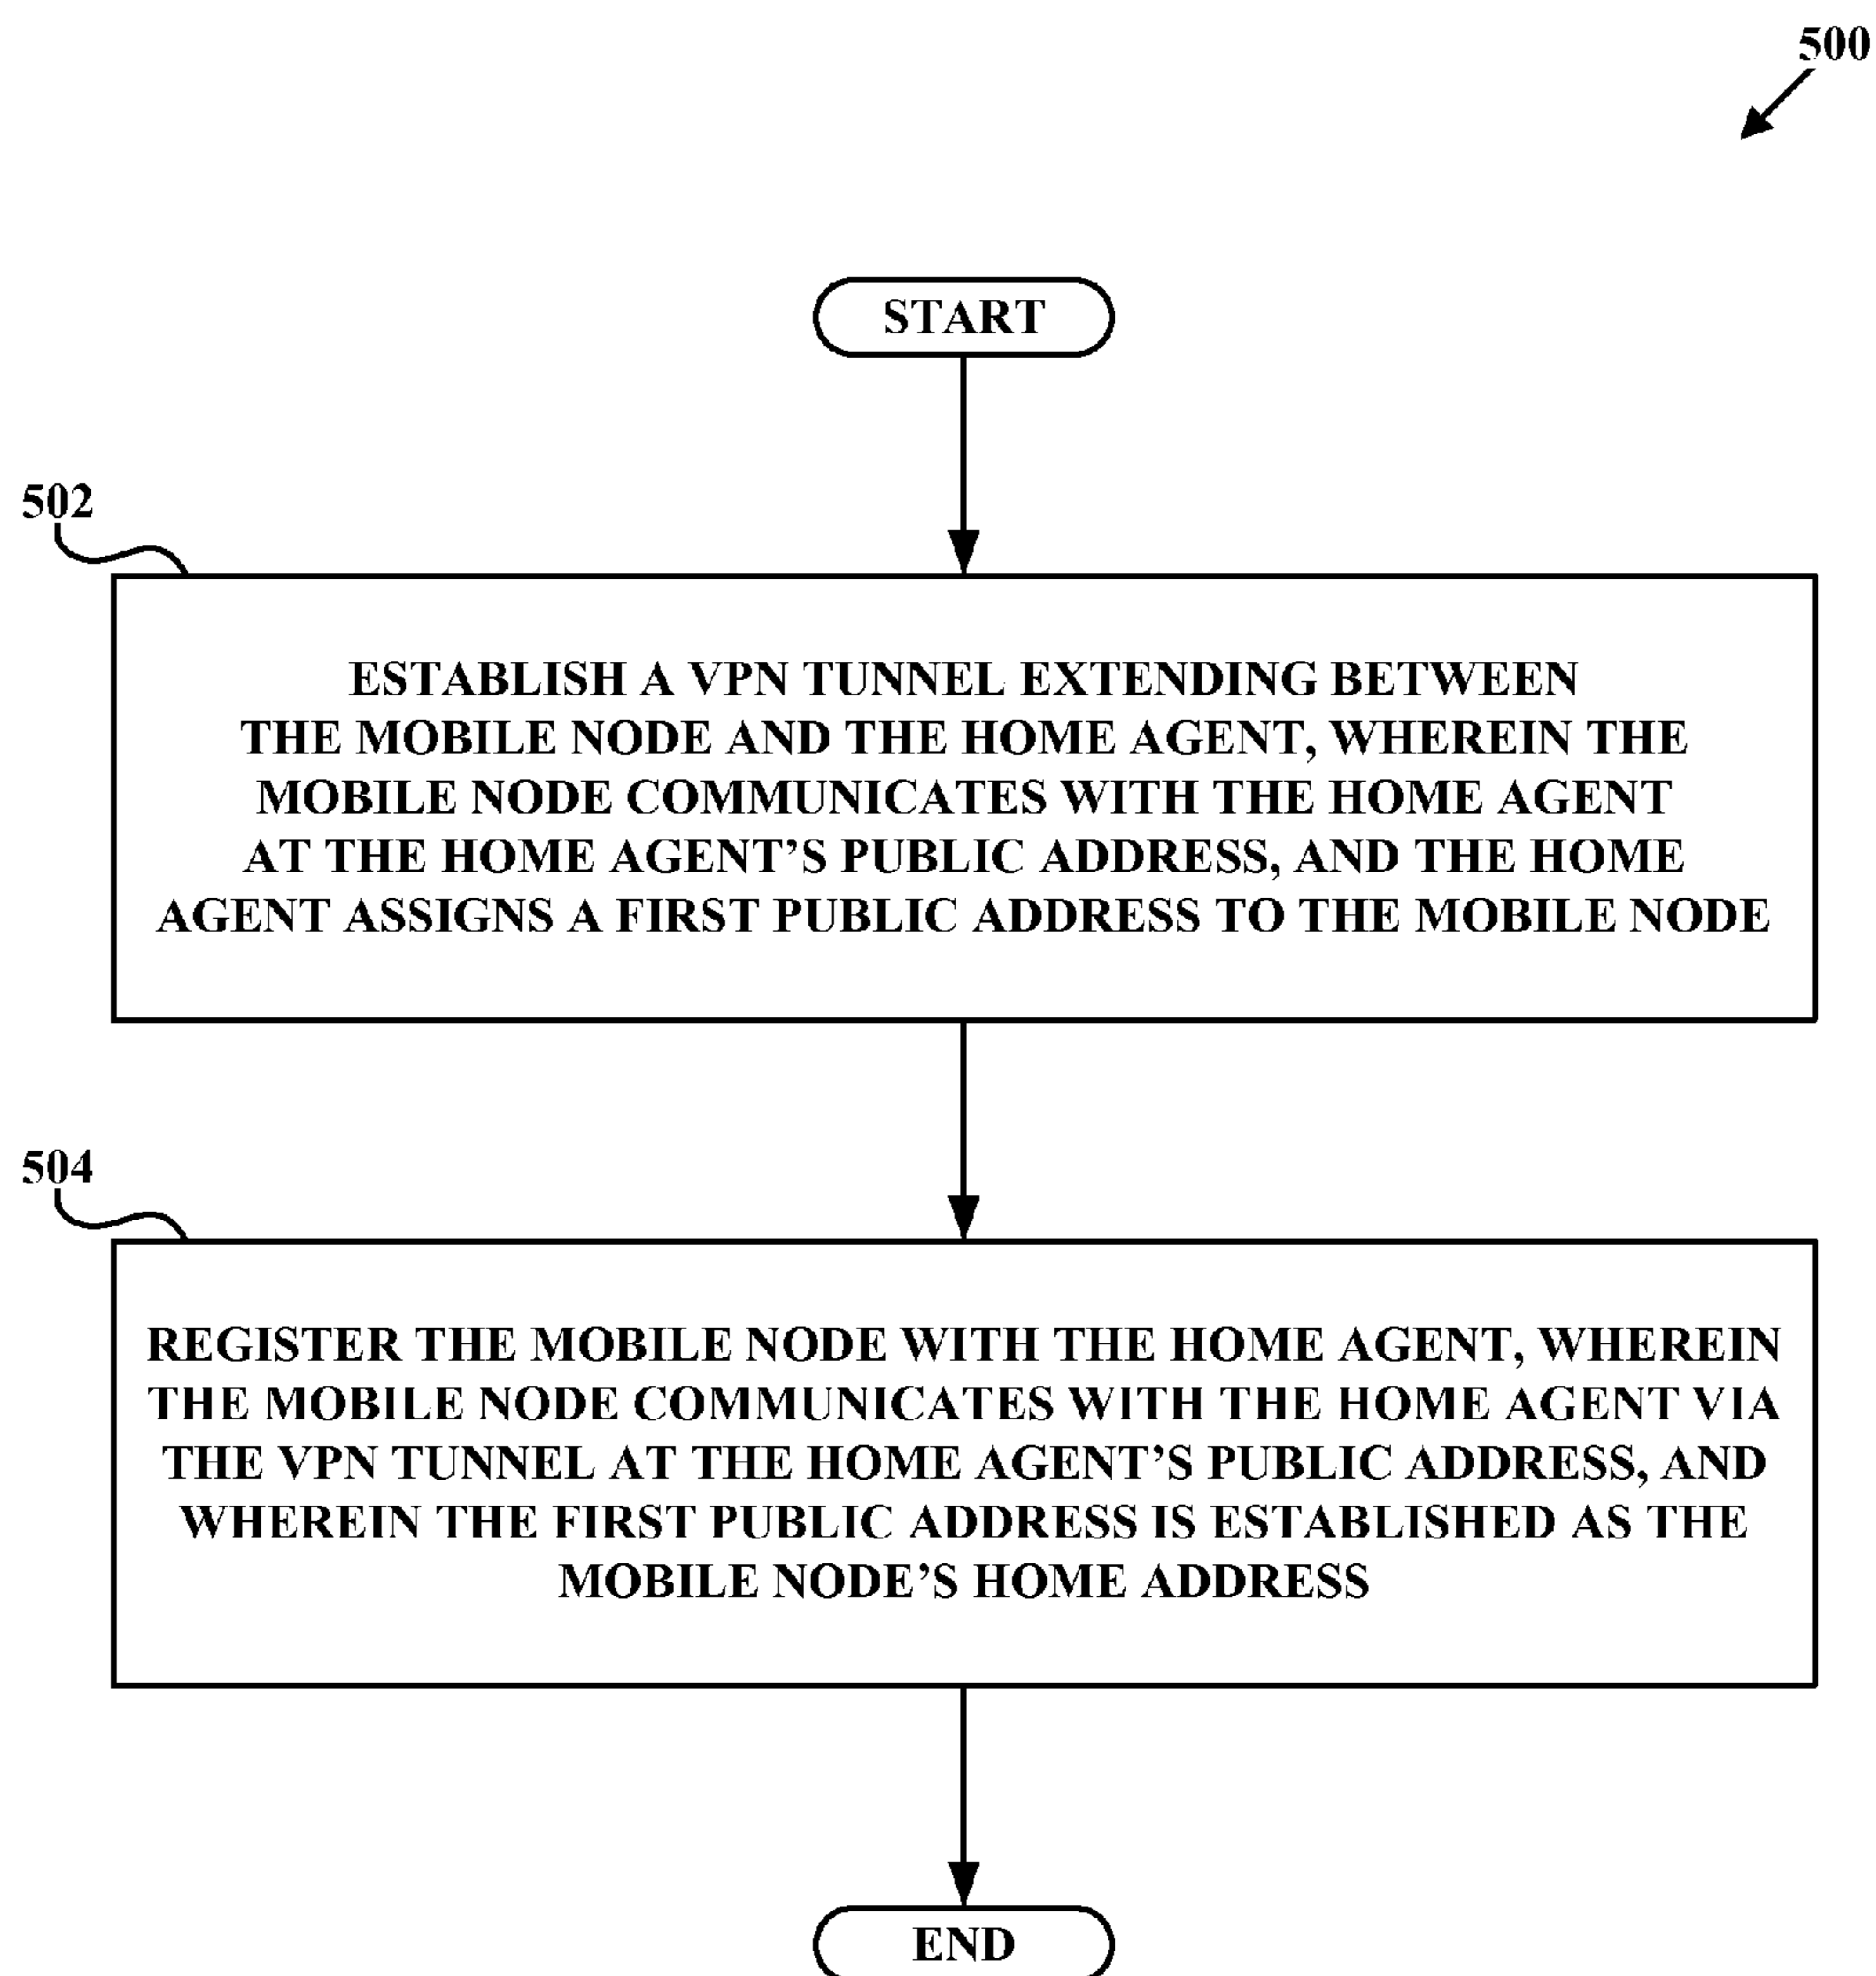 500
START
502
ESTABLISH A VPN TUNNEL EXTENDING BETWEEN
THE MOBILE NODE AND THE HOME AGENT, WHEREIN THE
MOBILE NODE COMMUNICATES WITH THE HOME AGENT
AT THE HOME AGENT’S PUBLIC ADDRESS, AND THE HOME
AGENT ASSIGNS A FIRST PUBLIC ADDRESS TO THE MOBILE NODE
504
REGISTER THE MOBILE NODE WITH THE HOME AGENT, WHEREIN
THE MOBILE NODE COMMUNICATES WITH THE HOME AGENT VIA
THE VPN TUNNEL AT THE HOME AGENT’S PUBLIC ADDRESS, AND
WHEREIN THE FIRST PUBLIC ADDRESS IS ESTABLISHED AS THE
MOBILE NODE’S HOME ADDRESS
END